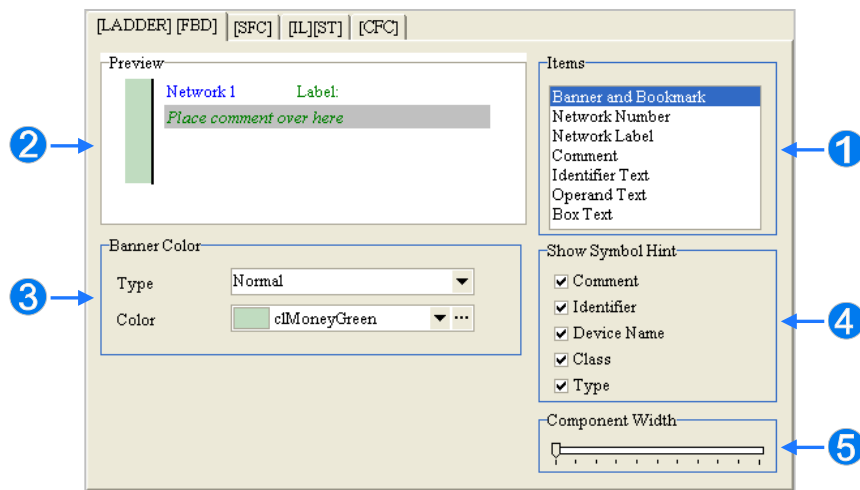 [LADDER] [FBD] [SFC] [IL][ST] [CFC]
Preview
Network 1 Label:
Place comment over here
2
Items
Banner and Bookmark
Network Number
Network Label
Comment
Identifier Text
Operand Text
Box Text
1
Banner Color
Type Normal
Color clMoneyGreen ...
3
Show Symbol Hint
Comment
Identifier
Device Name
Class
Type
4
Component Width
5